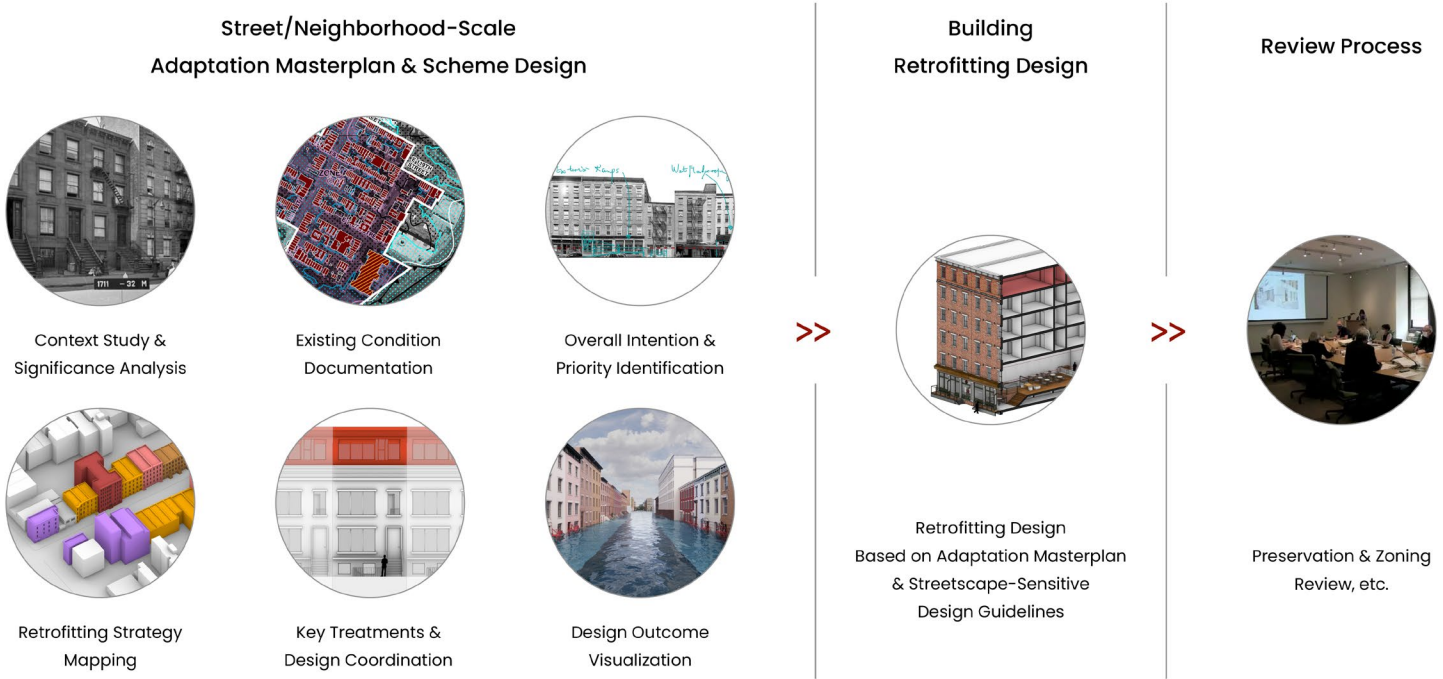 Street/Neighborhood-Scale
Adaptation Masterplan & Scheme Design
Building
Retrofitting Design
Review Process
1711 - 32 M
Context Study &
Significance Analysis
Existing Condition
Documentation
Overall Intention &
Priority Identification
>>
>>
Retrofitting Strategy
Mapping
Key Treatments &
Design Coordination
Design Outcome
Visualization
Retrofitting Design
Based on Adaptation Masterplan
& Streetscape-Sensitive
Design Guidelines
Preservation & Zoning
Review, etc.